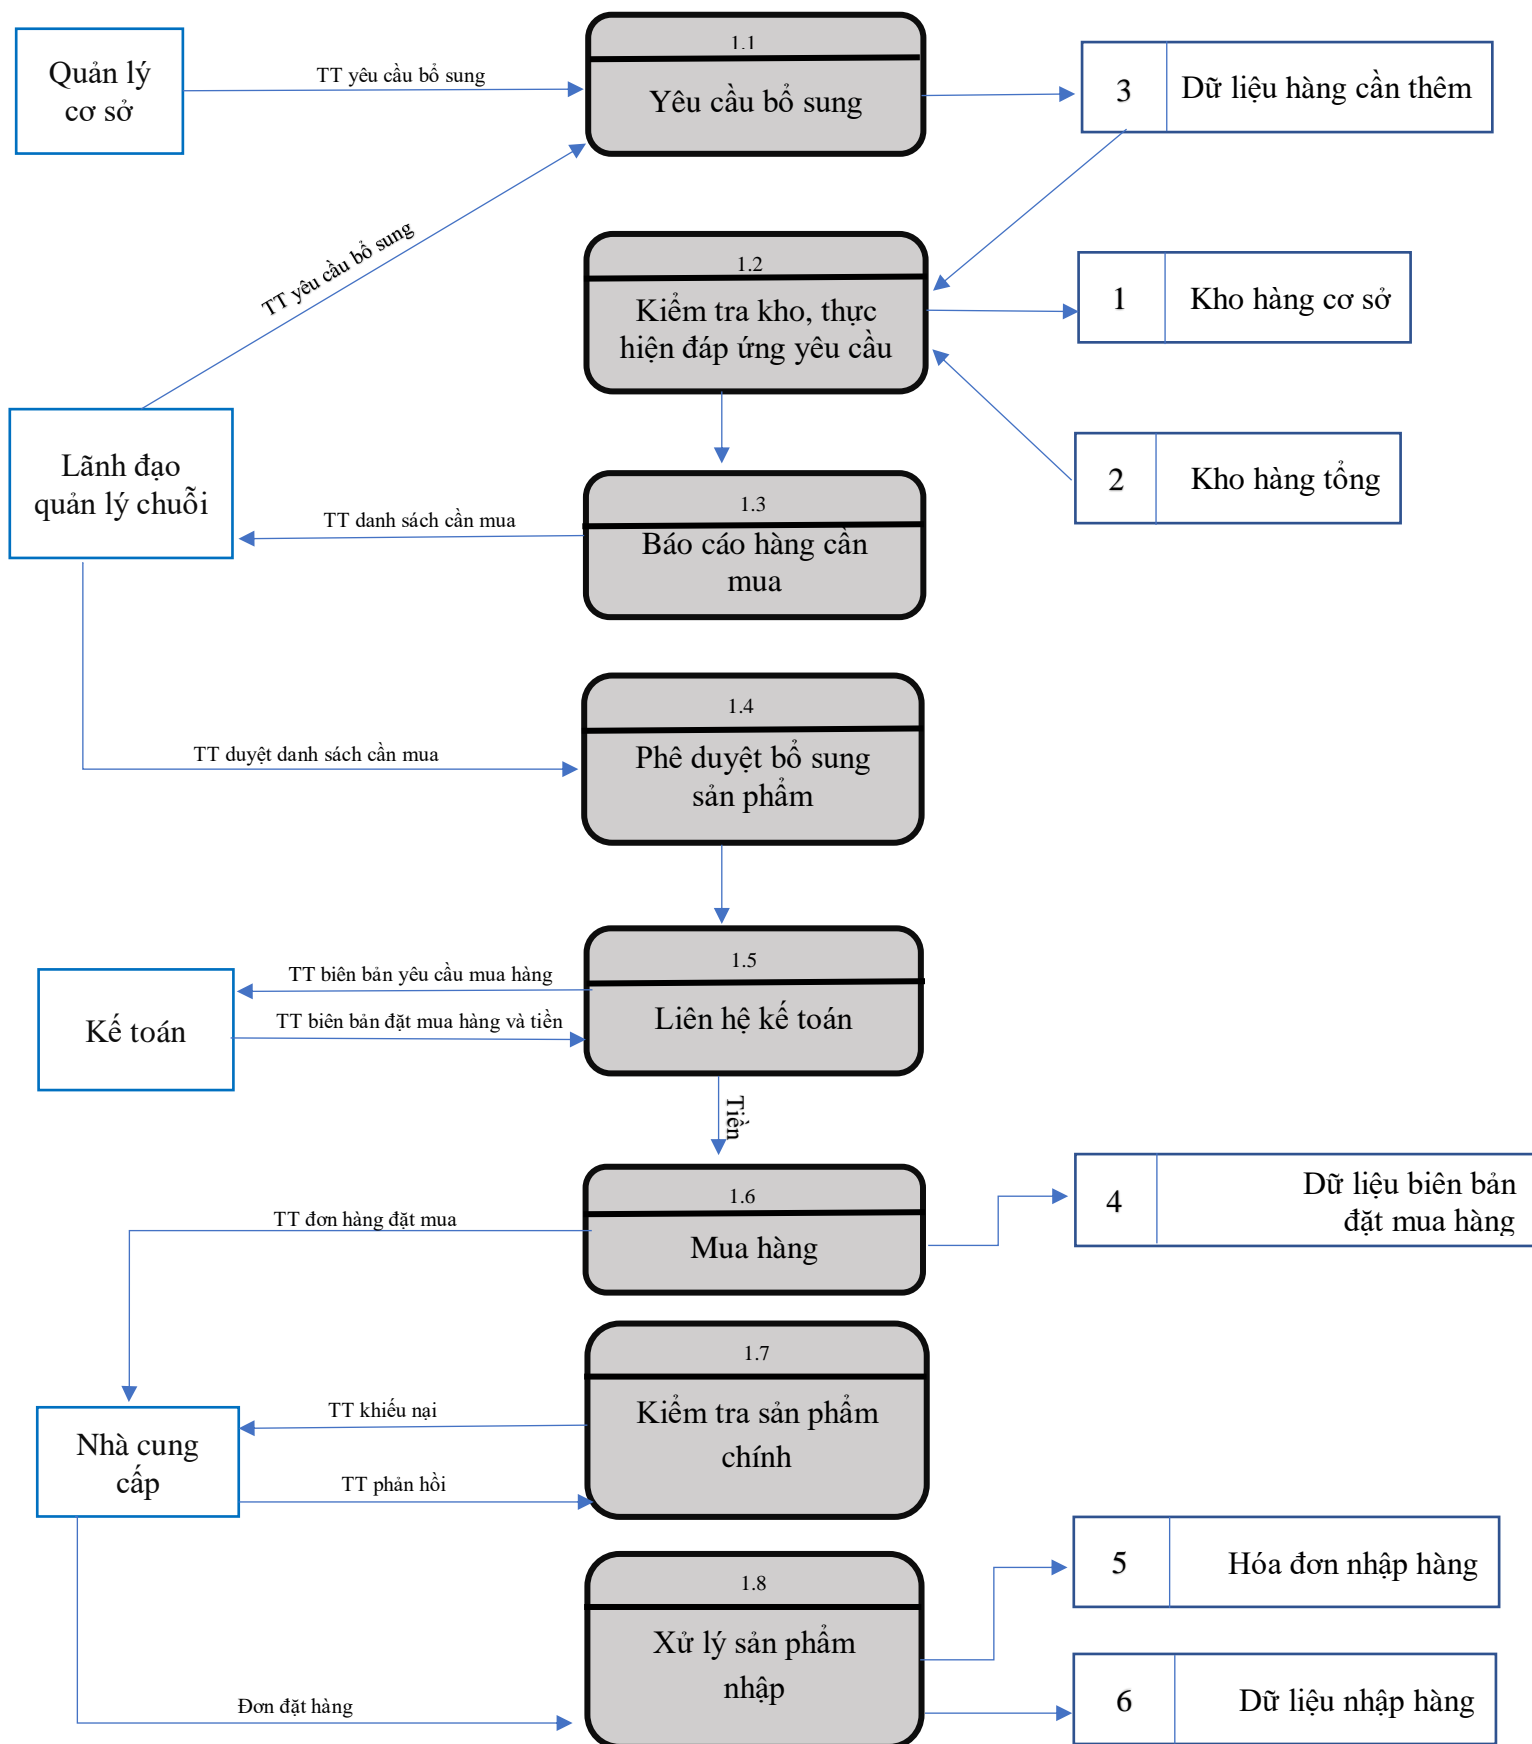 1.1
Quản lý
cơ sở
TT yêu cầu bổ sung
Yêu cầu bổ sung
3
Dữ liệu hàng cần thêm
TT yêu cầu bổ sung
1.2
Kiểm tra kho, thực
hiện đáp ứng yêu cầu
1
Kho hàng cơ sở
Lãnh đạo
quản lý chuỗi
2
Kho hàng tổng
TT danh sách cần mua
1.3
Báo cáo hàng cần
mua
1.4
TT duyệt danh sách cần mua
Phê duyệt bổ sung
sản phẩm
1.5
TT biên bản yêu cầu mua hàng
Kế toán
TT biên bản đặt mua hàng và tiền
Liên hệ kế toán
Tiền
1.6
TT đơn hàng đặt mua
Mua hàng
4
Dữ liệu biên bản
đặt mua hàng
1.7
TT khiếu nại
Kiểm tra sản phẩm
chính
Nhà cung
cấp
TT phản hồi
5
Hóa đơn nhập hàng
1.8
Xử lý sản phẩm
nhập
Đơn đặt hàng
6
Dữ liệu nhập hàng